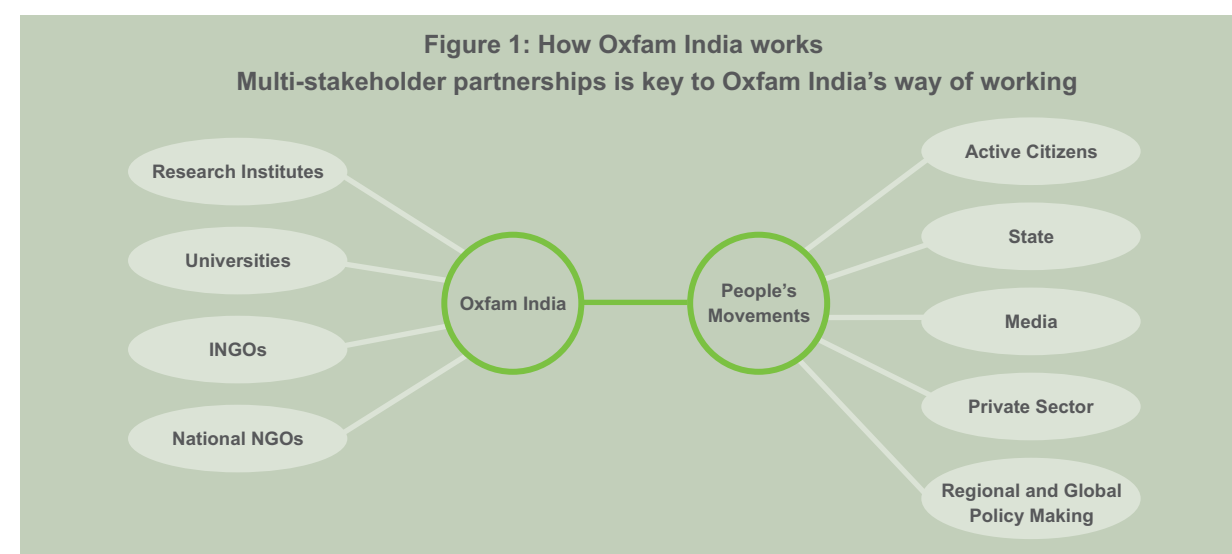 Figure 1: How Oxfam India works
Multi-stakeholder partnerships is key to Oxfam India’s way of working
Research Institutes
Universities
INGOs
National NGOs
Oxfam India
People’s
Movements
Active Citizens
State
Media
Private Sector
Regional and Global
Policy Making